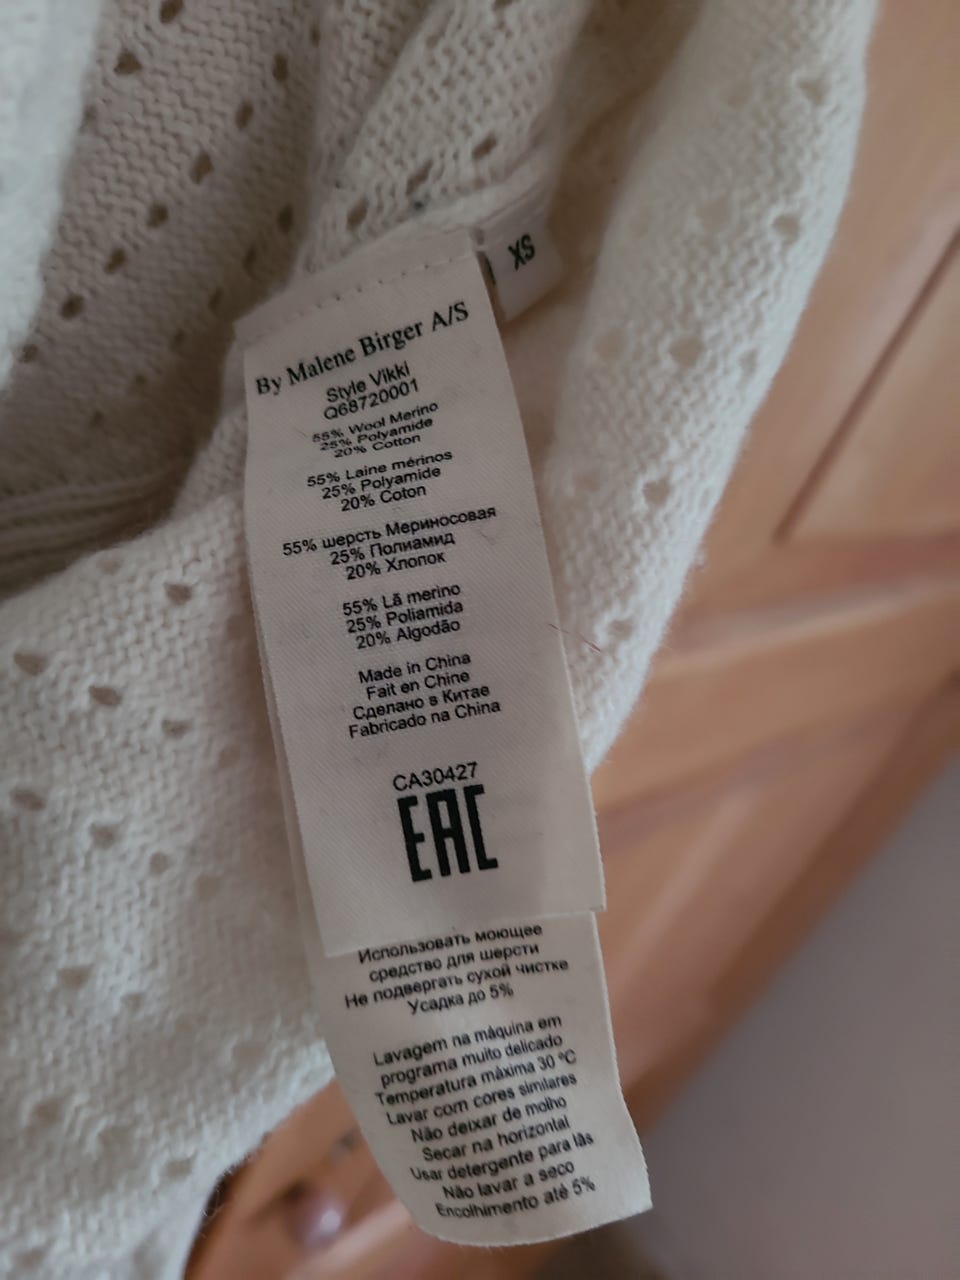 XS
By Malene Birger A/S
Style Vikki
Q68720001
55% Wool Merino
25% Polyamide
20% Cotton
55% Laine mérinos
25% Polyamide
20% Coton
55% шерсть Мериносовая
25% Полиамид
20% Хлопок
55% Lã merino
25% Poliamida
20% Algodão
Made in China
Fait en Chine
Сделано в Китае
Fabricado na China
CA30427
EAC
Использовать моющее
средство для шерсти
Не подвергать сухой чистке
Усадка до 5%
Lavagem na máquina em
programa muito delicado
Temperatura máxima 30 ºC
Lavar com cores similares
Não deixar de molho
Secar na horizontal
Usar detergente para lãs
Não lavar a seco
Encolhimento até 5%